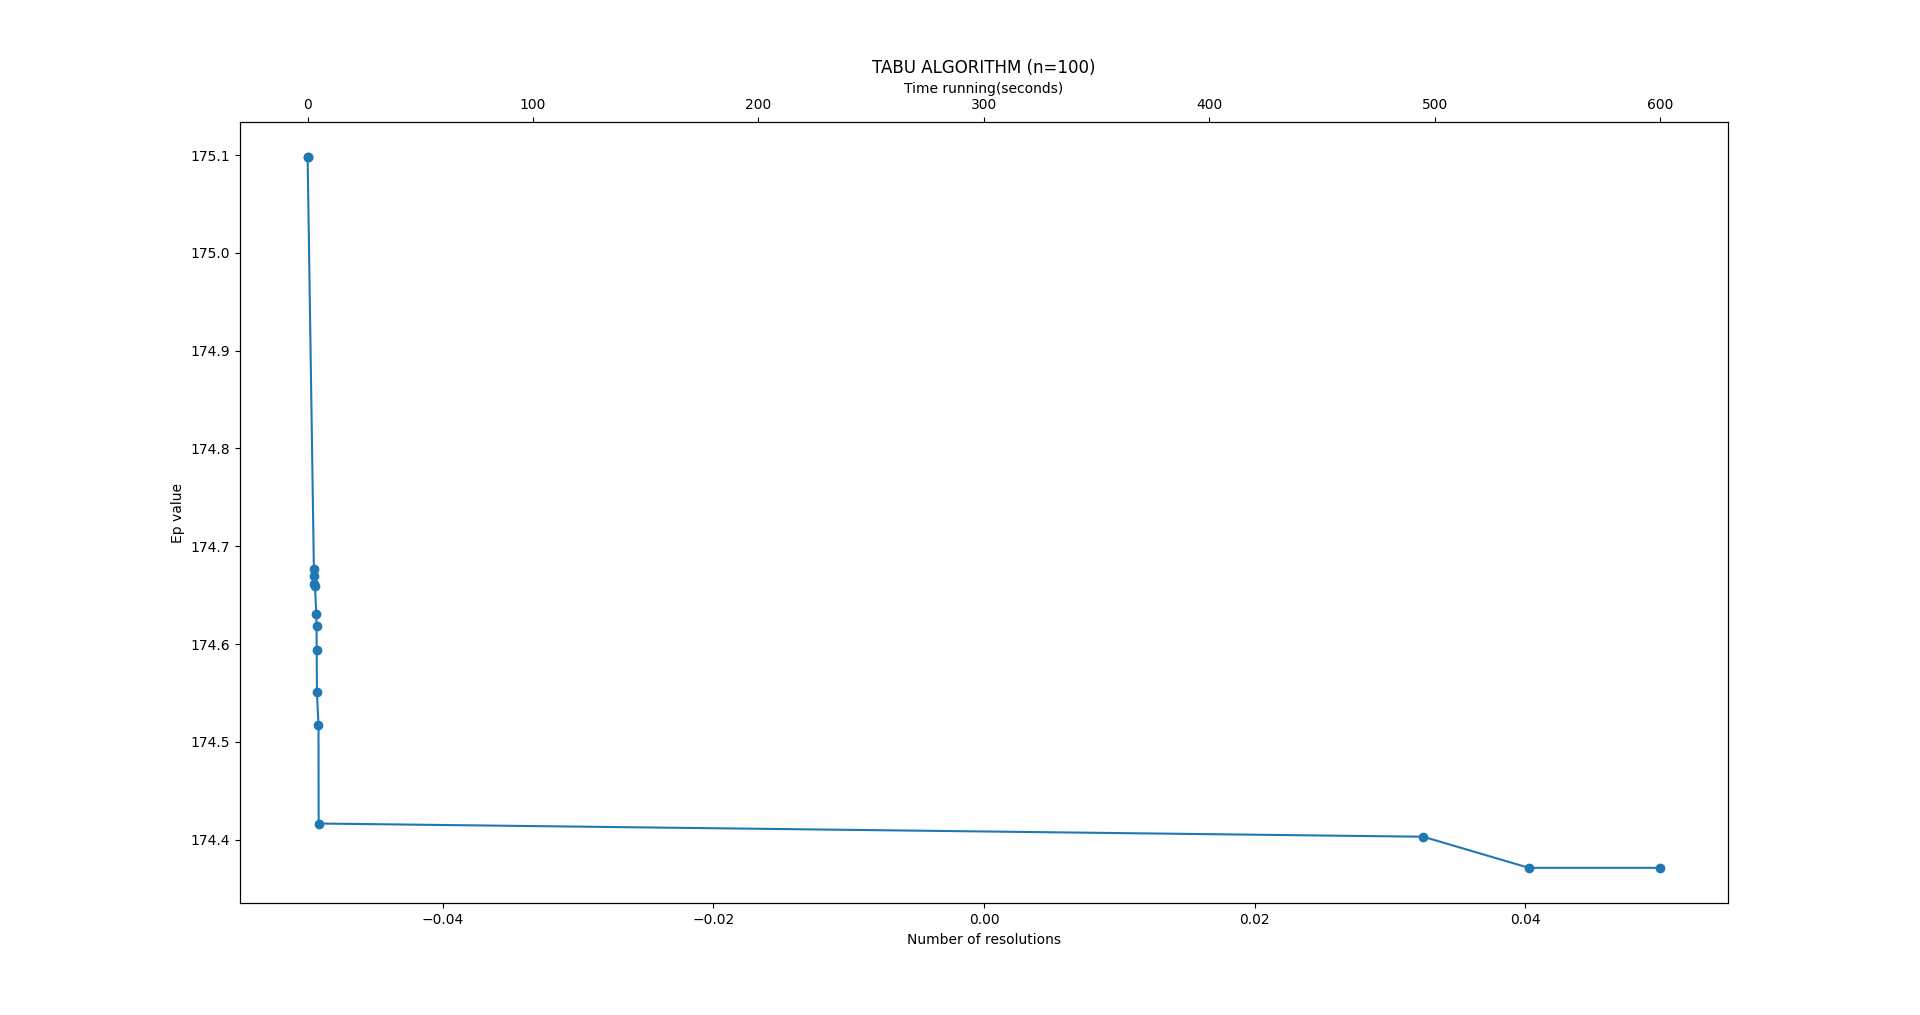 TABU ALGORITHM (n=100)
Time running(seconds)
0 100 200 300 400 500 600
175.1
175.0
174.9
174.8
174.7
174.6
174.5
174.4
Ep value
−0.04 −0.02 0.00 0.02 0.04
Number of resolutions